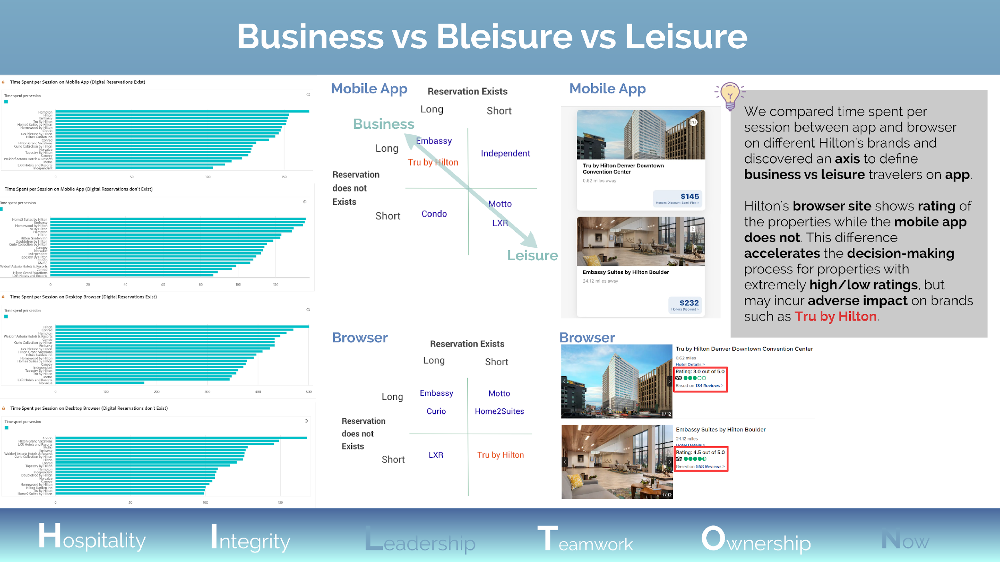 Business vs Bleisure vs Leisure
Time Spent per Session on Mobile App (Digital Reservations Exist)
Time spent per session
Hampton
Hilton
Embassy
Tru By Hilton
Home2 Suites by Hilton
Homewood by Hilton
Condo
DoubleTree by Hilton
Hilton Garden Inn
Conrad
Hilton Grand Vacations
Curio Collection by Hilton
No value
Tapestry By Hilton
Canopy
Waldorf Astoria Hotels & Resorts
Motto
LXR Hotels and Resorts
Independent
0 50 100 150
Time Spent per Session on Mobile App (Digital Reservations don't Exist)
Time spent per session
Home2 Suites by Hilton
Embassy
Homewood by Hilton
Tru By Hilton
Hampton
Hilton
Hilton Garden Inn
DoubleTree by Hilton
Curio Collection by Hilton
Canopy
No value
Independent
Tapestry By Hilton
Condo
Motto
Waldorf Astoria Hotels & Resorts
Conrad
Hilton Grand Vacations
LXR Hotels and Resorts
0 20 40 60 80 100 120
Time Spent per Session on Desktop Browser (Digital Reservations Exist)
Time spent per session
Hilton
Conrad
Hampton
Waldorf Astoria Hotels & Resorts
Condo
Curio Collection by Hilton
Embassy
DoubleTree by Hilton
Hilton Grand Vacations
Hilton Garden Inn
Homewood by Hilton
Home2 Suites by Hilton
Canopy
Independent
Tapestry By Hilton
Tru By Hilton
Motto
LXR Hotels and Resorts
No value
0 100 200 300 400 500
Time Spent per Session on Desktop Browser (Digital Reservations don't Exist)
Time spent per session
Condo
Hilton Grand Vacations
LXR Hotels and Resorts
Motto
Embassy
Waldorf Astoria Hotels & Resorts
Curio Collection by Hilton
Hilton
Conrad
Tapestry By Hilton
Hampton
Independent
DoubleTree by Hilton
No value
Canopy
Homewood by Hilton
Hilton Garden Inn
Tru By Hilton
Home2 Suites by Hilton
0 50 100 150
Mobile App
Reservation Exists
Long Short
Business
Embassy
Long
Independent
Tru by Hilton
Reservation
does not
Exists
Motto
Short
Condo
LXR
Leisure
Browser
Reservation Exists
Long Short
Embassy Motto
Long
Curio Home2Suites
Reservation
does not
Exists
LXR Tru by Hilton
Short
Mobile App
tru
Tru by Hilton Denver Downtown
Convention Center
0.62 miles away
$145
Honors Discount Semi-Flex >
E
Embassy Suites by Hilton Boulder
24.12 miles away
$232
Honors Discount >
Browser
Tru by Hilton Denver Downtown Convention Center
0.62 miles
Hotel Details >
Rating: 3.0 out of 5.0
Based on 134 Reviews >
1 / 12
Embassy Suites by Hilton Boulder
24.12 miles
Hotel Details >
Rating: 4.5 out of 5.0
Based on 658 Reviews >
1 / 12
We compared time spent per
session between app and browser
on different Hilton's brands and
discovered an axis to define
business vs leisure travelers on app.
Hilton's browser site shows rating of
the properties while the mobile app
does not. This difference
accelerates the decision-making
process for properties with
extremely high/low ratings, but
may incur adverse impact on brands
such as Tru by Hilton.
Hospitality Integrity Leadership Teamwork Ownership Now